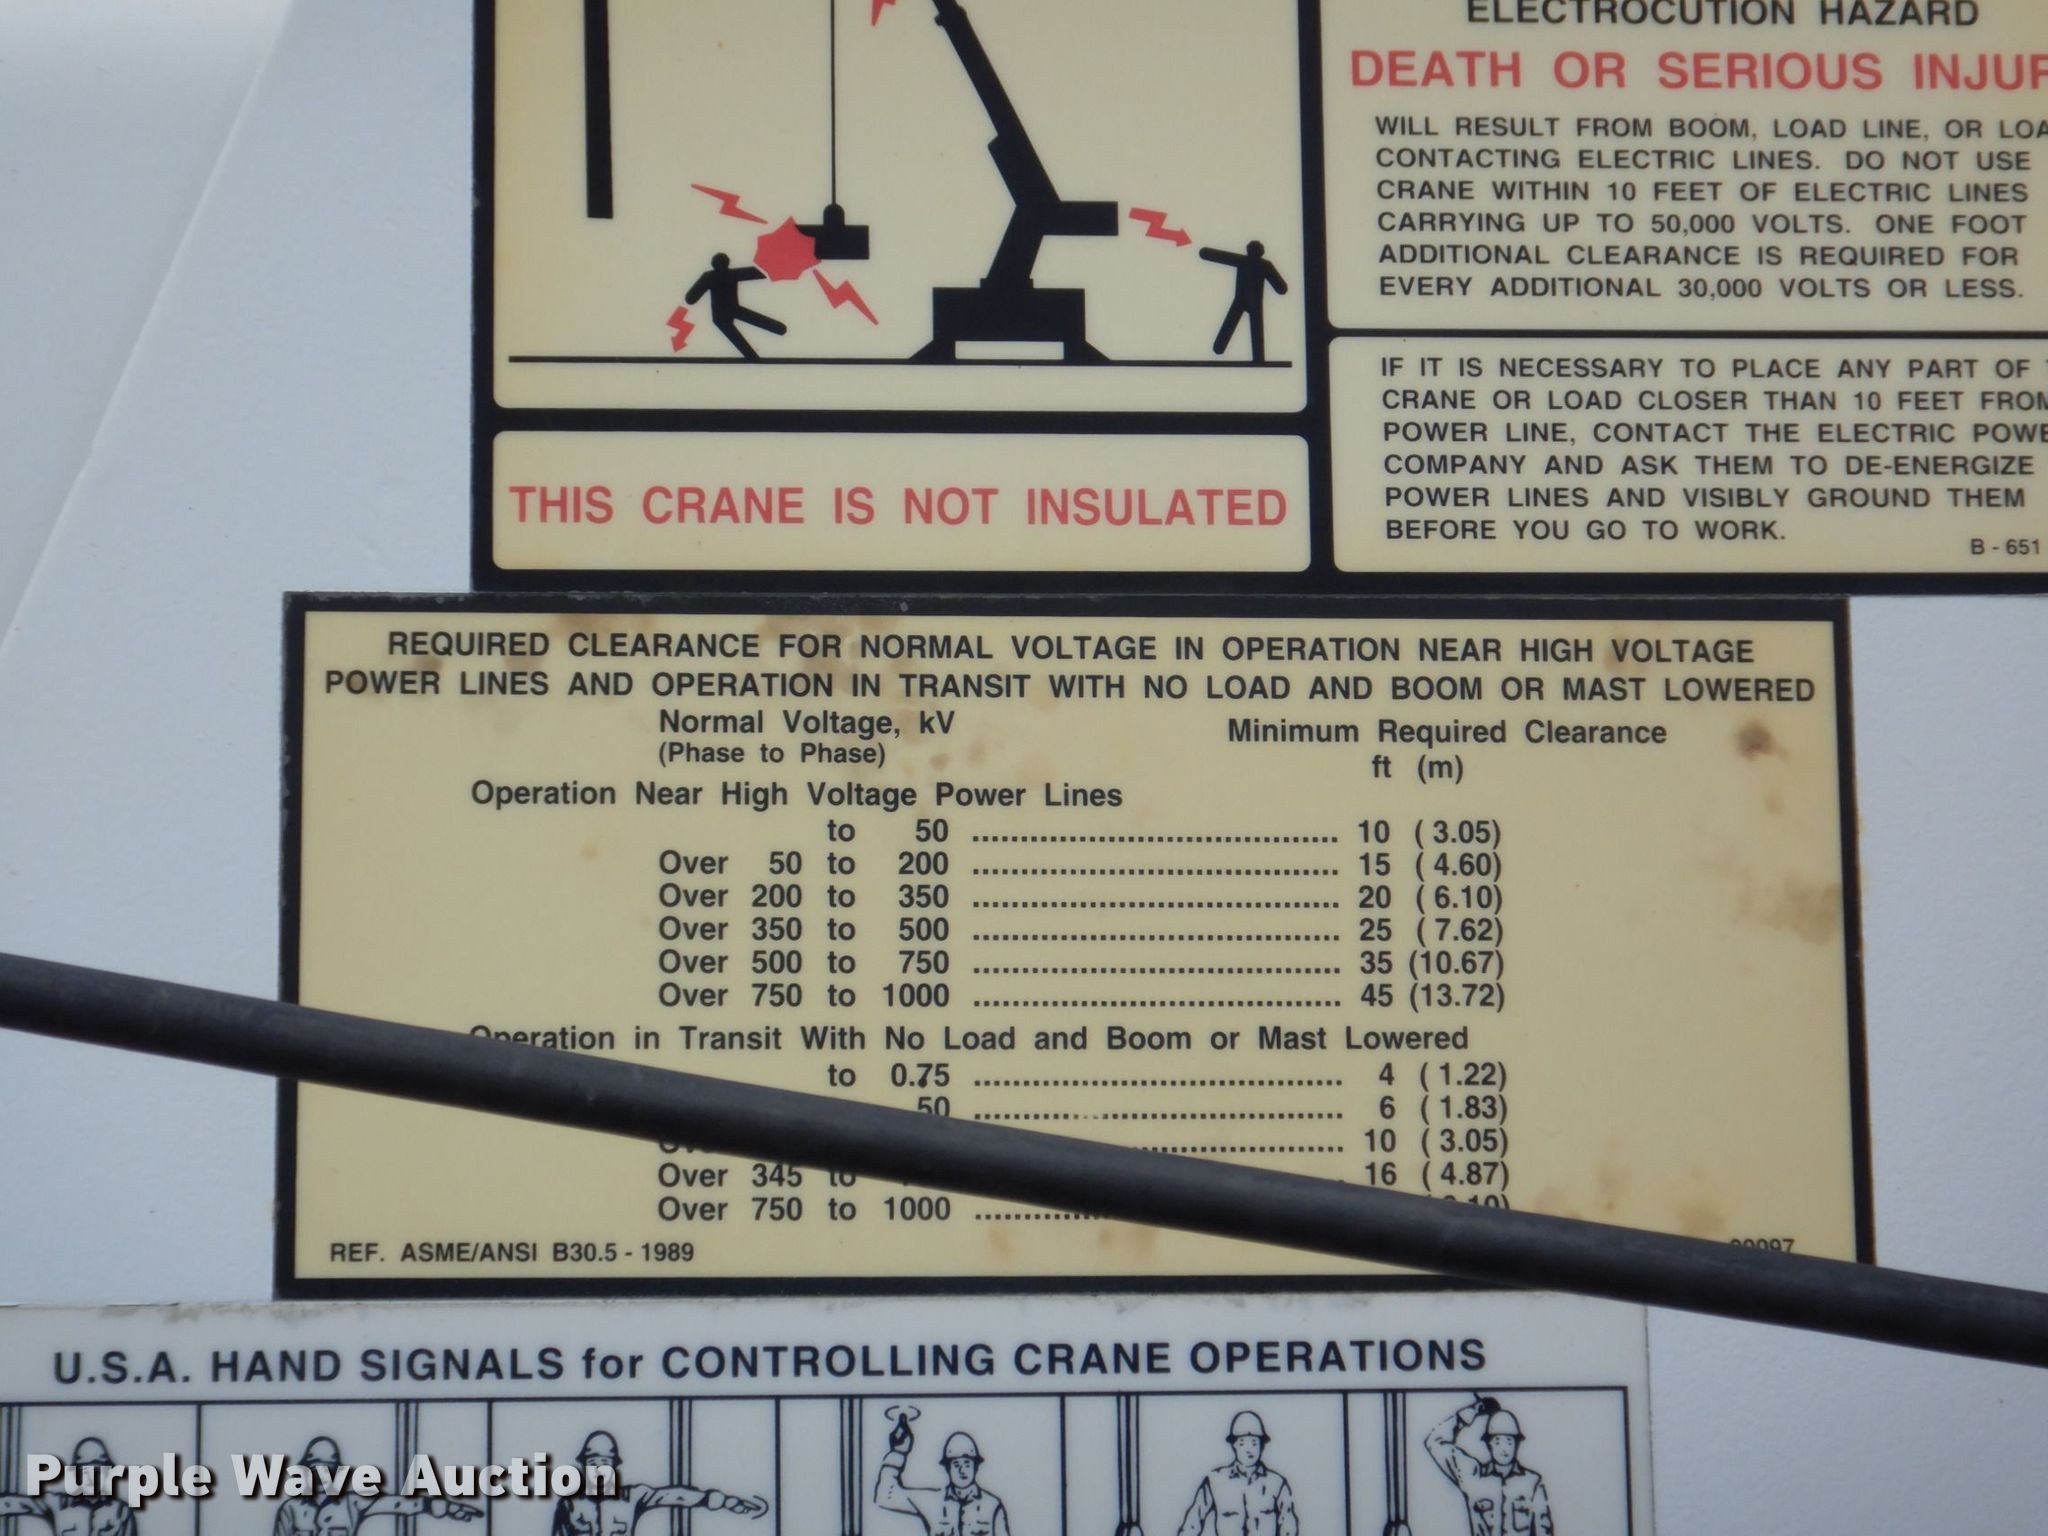 ELECTROCUTION HAZARD
DEATH OR SERIOUS
WILL RESULT FROM BOOM, LOAD LINE, OR
CONTACTING ELECTRIC LINES. DO NOT USE
CRANE WITHIN 10 FEET OF ELECTRIC LINES
CARRYING UP TO 50,000 VOLTS. ONE FOOT
ADDITIONAL CLEARANCE IS REQUIRED FOR
EVERY ADDITIONAL 30,000 VOLTS OR LESS.
IF IT IS NECESSARY TO PLACE ANY PART OF
CRANE OR LOAD CLOSER THAN 10 FEET FROM
POWER LINE, CONTACT THE ELECTRIC
COMPANY AND ASK THEM TO DE-ENERGIZE
POWER LINES AND VISIBLY GROUND THEM
BEFORE YOU GO TO WORK.
B - 651
THIS CRANE IS NOT INSULATED
REQUIRED CLEARANCE FOR NORMAL VOLTAGE IN OPERATION NEAR HIGH VOLTAGE
POWER LINES AND OPERATION IN TRANSIT WITH NO LOAD AND BOOM OR MAST LOWERED
Normal Voltage, kV Minimum Required Clearance
(Phase to Phase) ft (m)
Operation Near High Voltage Power Lines
to 50 ..................................... 10 ( 3.05)
Over 50 to 200 ..................................... 15 ( 4.60)
Over 200 to 350 ..................................... 20 ( 6.10)
Over 350 to 500 ..................................... 25 ( 7.62)
Over 500 to 750 ..................................... 35 (10.67)
Over 750 to 1000 ..................................... 45 (13.72)
Operation in Transit With No Load and Boom or Mast Lowered
to 0.75 ..................................... 4 ( 1.22)
50 ..................................... 6 ( 1.83)
..................... 10 ( 3.05)
Over 345 to 16 ( 4.87)
Over 750 to 1000 ..............
REF. ASME/ANSI B30.5 - 1989
U.S.A. HAND SIGNALS for CONTROLLING CRANE OPERATIONS
Purple Wave Auction